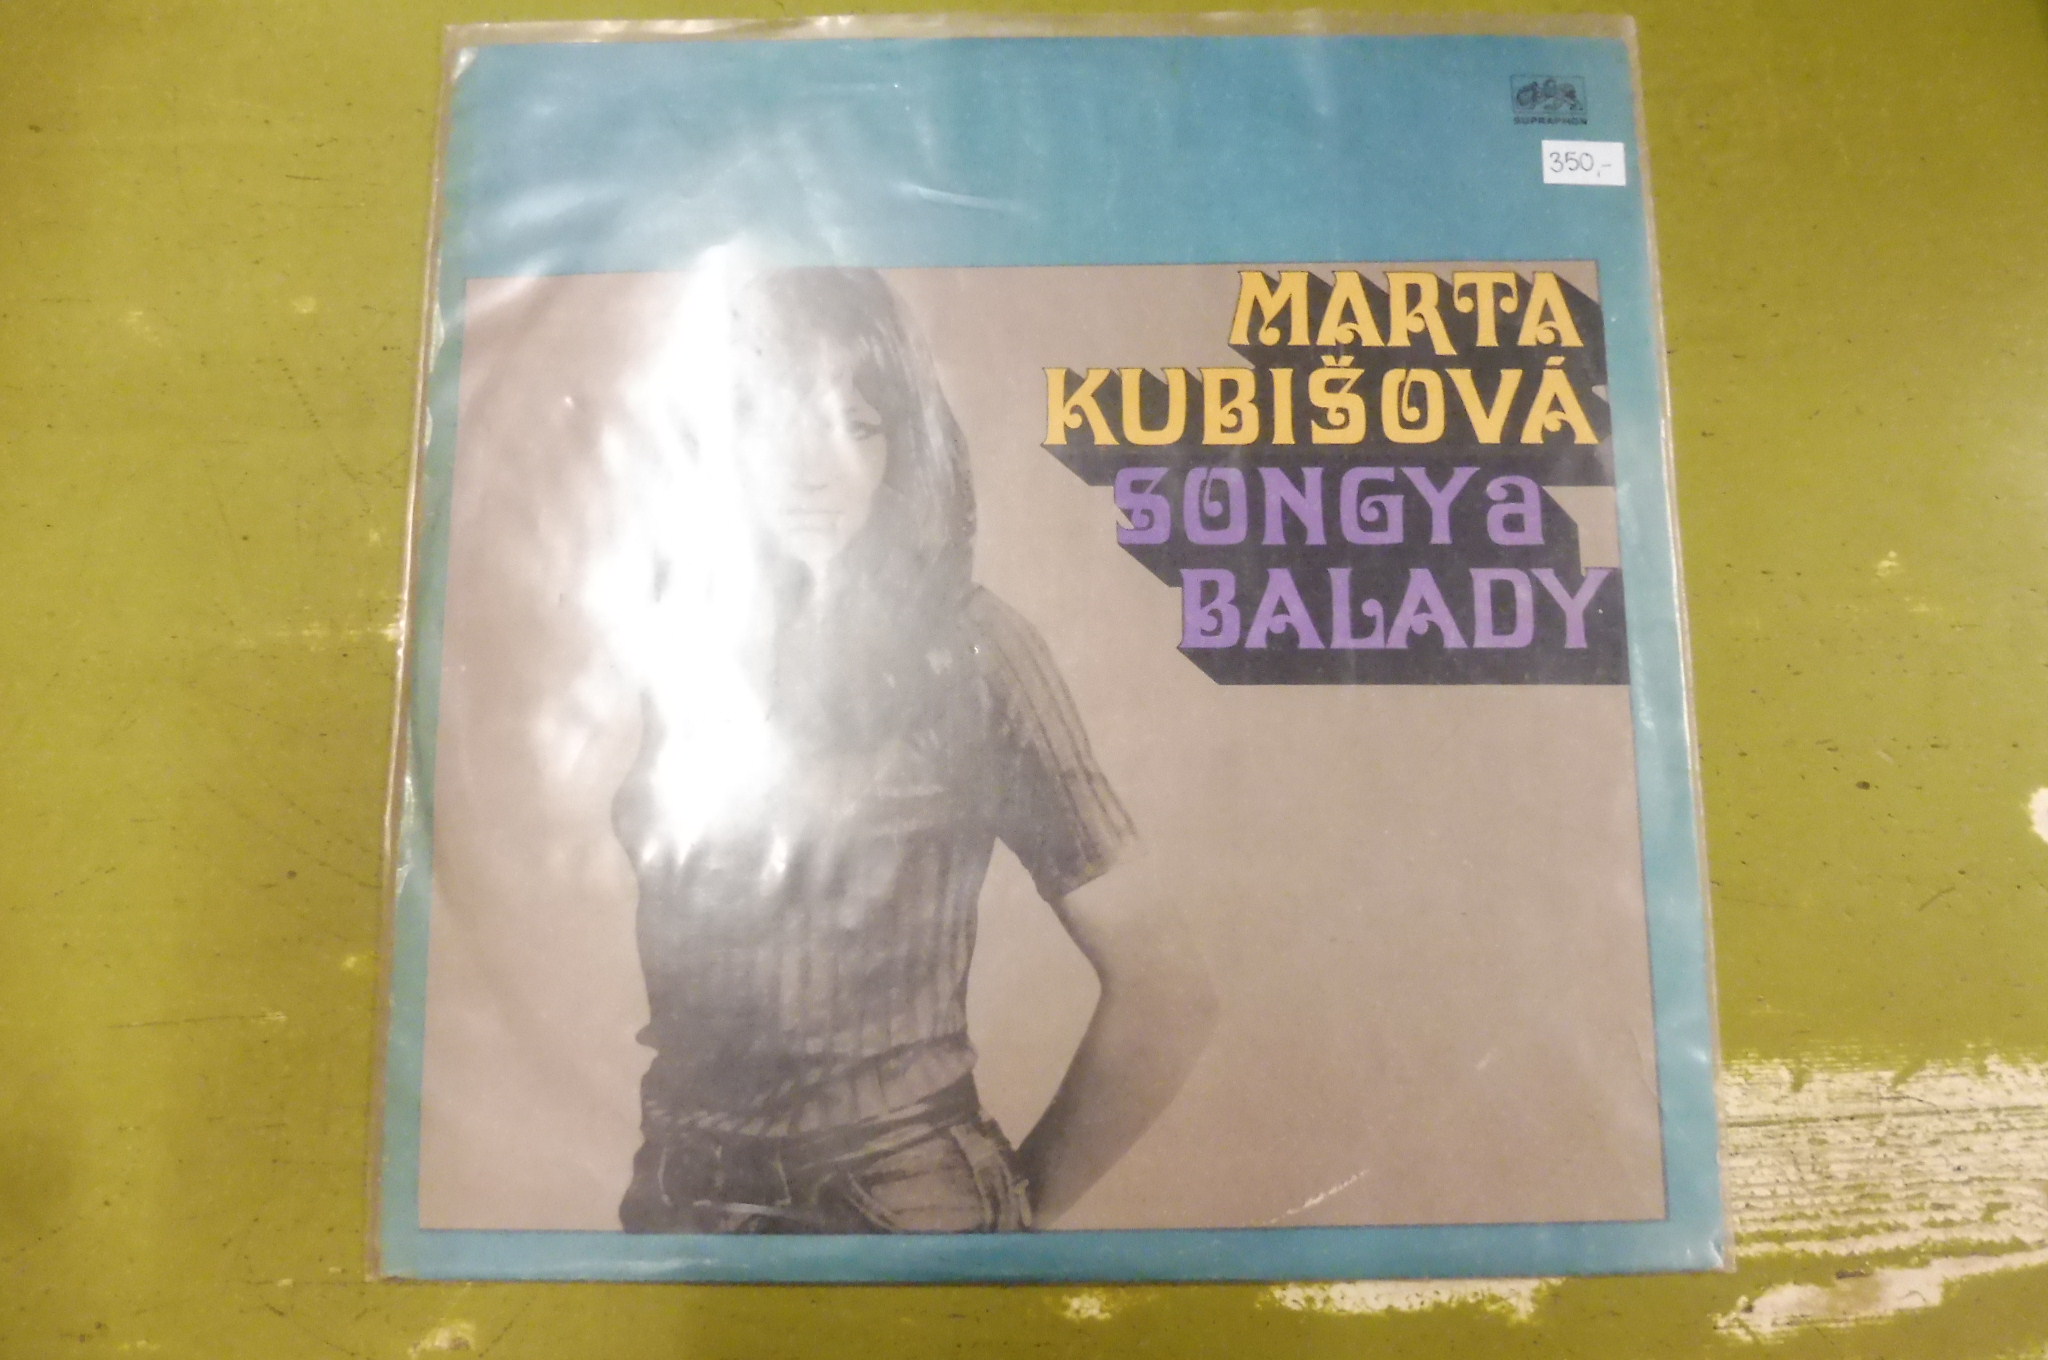 SUPRAPHON
350,-
MARTA
KUBIŠOVÁ
SONGY a
BALADY